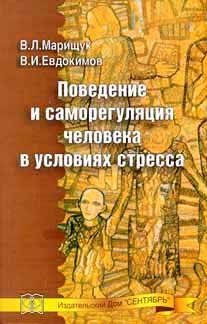 В.Л.Марищук
В.И.Евдокимов
Поведение
и саморегуляция
человека
в условиях стресса
Издательский Дом "СЕНТЯБРЬ"